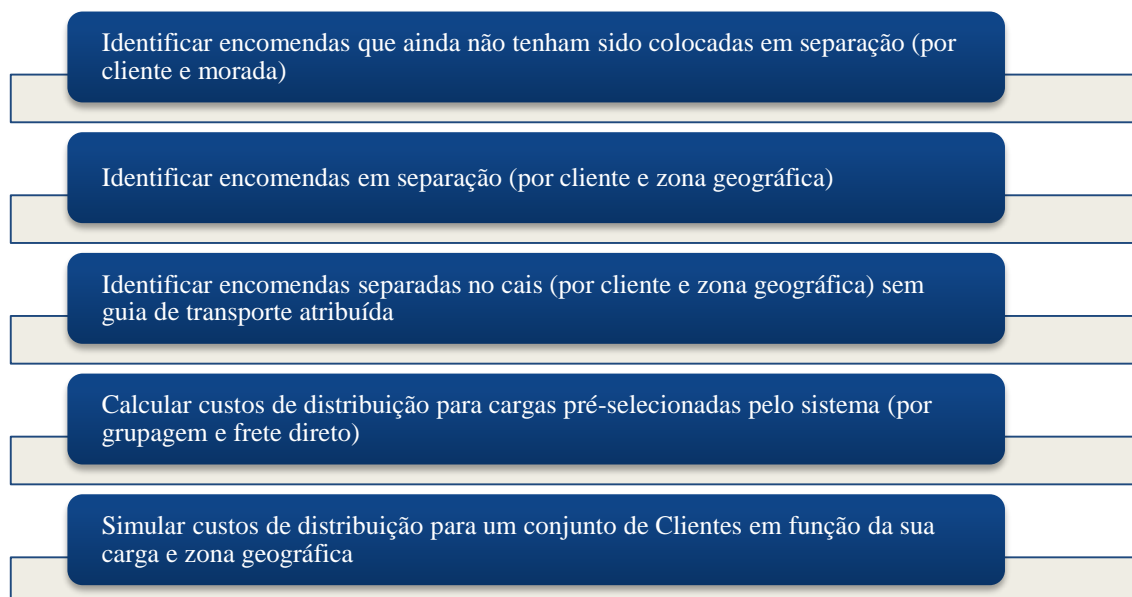 Identificar encomendas que ainda não tenham sido colocadas em separação (por
cliente e morada)
Identificar encomendas em separação (por cliente e zona geográfica)
Identificar encomendas separadas no cais (por cliente e zona geográfica) sem
guia de transporte atribuída
Calcular custos de distribuição para cargas pré-selecionadas pelo sistema (por
grupagem e frete direto)
Simular custos de distribuição para um conjunto de Clientes em função da sua
carga e zona geográfica